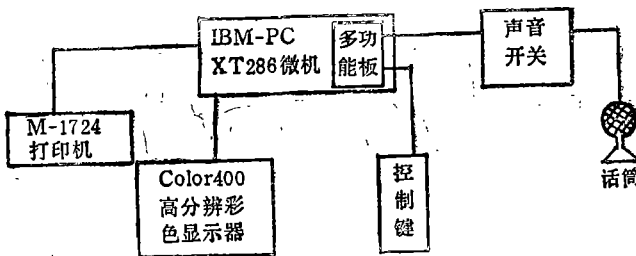 IBM-PC
XT286微机
多功
能板
声音
开关
M-1724
打印机
Color400
高分辨彩
色显示器
控
制
键
话筒